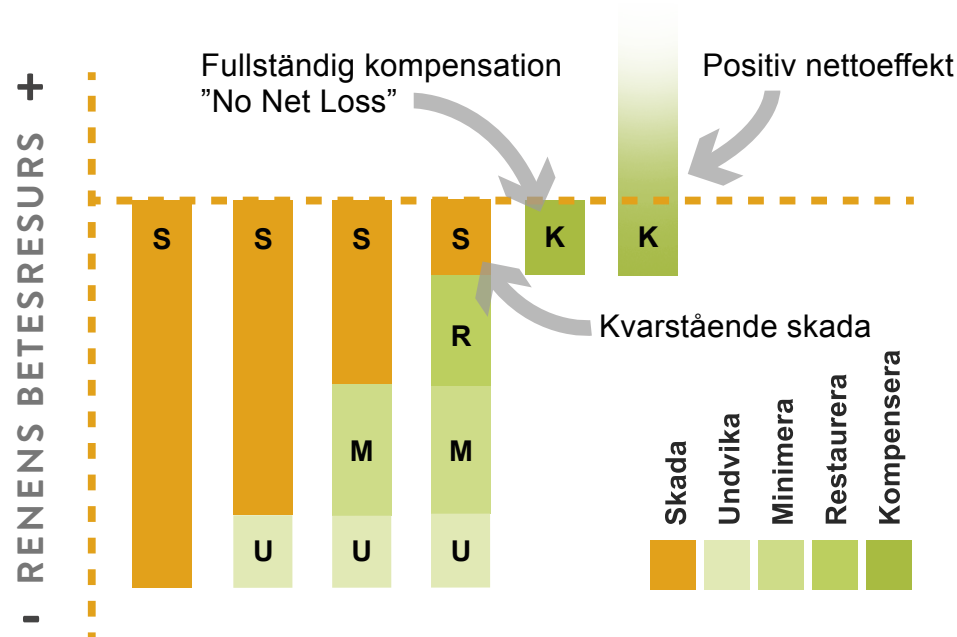 Fullständig kompensation
”No Net Loss”
Positiv nettoeffekt
- RENENS BETESRESURS +
S
S
S
S
K
K
R
M
M
U
U
U
Kvarstående skada
Skada
Undvika
Minimera
Restaurera
Kompensera